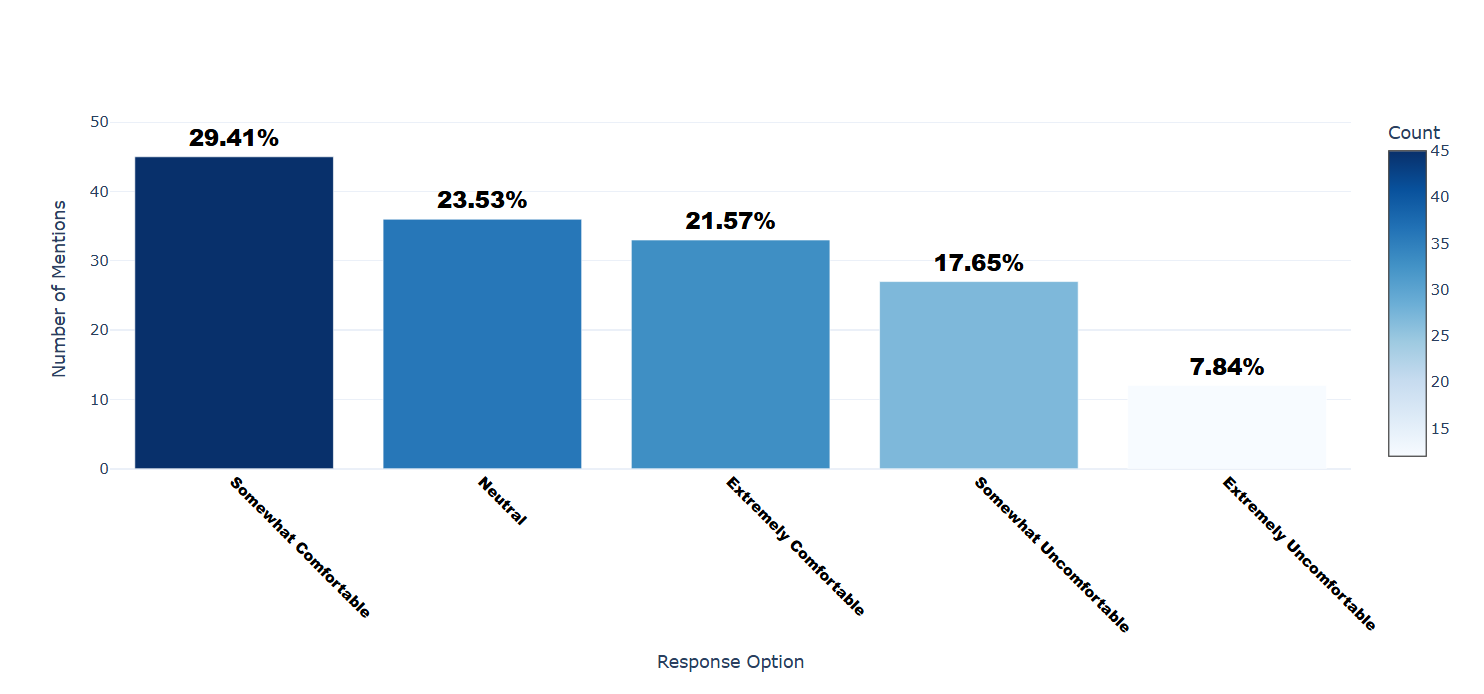 50
40
30
20
10
0
Number of Mentions
29.41%
23.53%
21.57%
17.65%
7.84%
Somewhat Comfortable
Neutral
Extremely Comfortable
Somewhat Uncomfortable
Extremely Uncomfortable
Response Option
Count
45
40
35
30
25
20
15